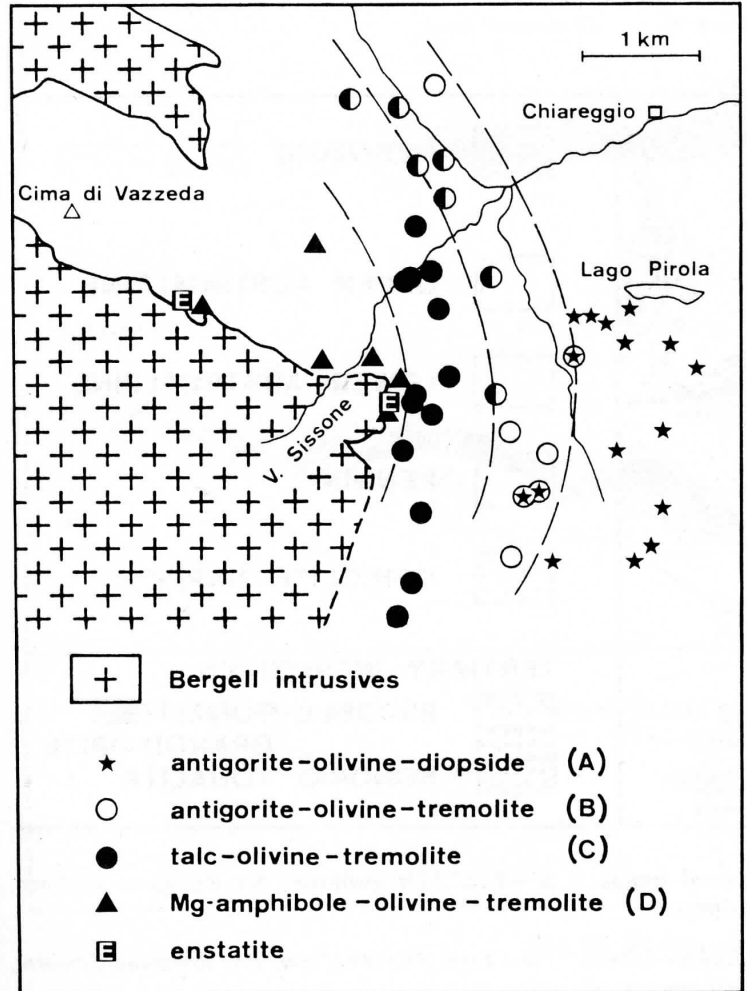 1 km
Chiareggio
Cima di Vazzeda
Lago Pirola
E
V. Sissone
E
Bergell intrusives
antigorite-olivine-diopside (A)
antigorite-olivine-tremolite (B)
talc-olivine-tremolite (C)
Mg-amphibole-olivine-tremolite (D)
E enstatite